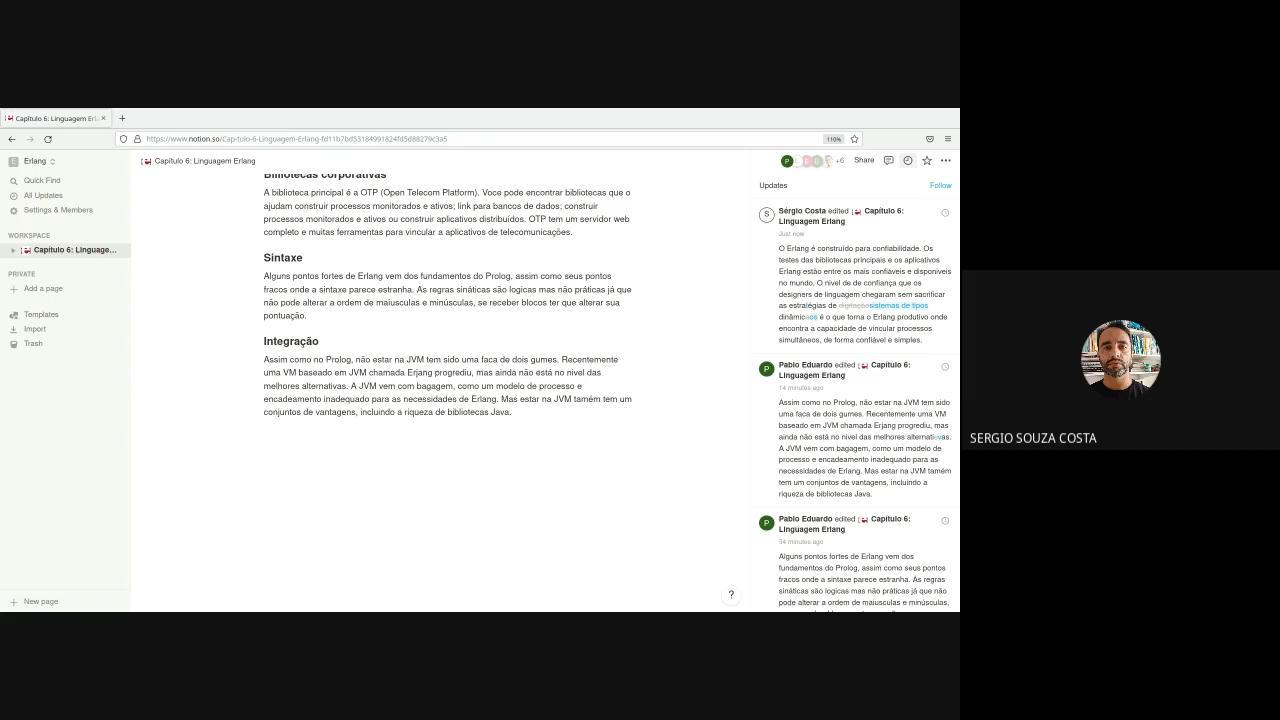 Capítulo 6: Linguagem Erl
https://www.notion.so/Cap-tulo-6-Linguagem-Erlang-fd11b7bd53184991824fd5d88279c3a5
110%
E Erlang
Quick Find
All Updates
Settings & Members
WORKSPACE
Capítulo 6: Linguage...
PRIVATE
Add a page
Templates
Import
Trash
New page
Capítulo 6: Linguagem Erlang
+6
Share
Bibliotecas corporativas
A biblioteca principal é a OTP (Open Telecom Platform). Voce pode encontrar bibliotecas que o
ajudam construir processos monitorados e ativos; link para bancos de dados; construir
processos monitorados e ativos ou construir aplicativos distribuídos. OTP tem um servidor web
completo e muitas ferramentas para vincular a aplicativos de telecomunicações.
Sintaxe
Alguns pontos fortes de Erlang vem dos fundamentos do Prolog, assim como seus pontos
fracos onde a sintaxe parece estranha. As regras sináticas são logicas mas não práticas já que
não pode alterar a ordem de maiusculas e minúsculas, se receber blocos ter que alterar sua
pontuação.
Integração
Assim como no Prolog, não estar na JVM tem sido uma faca de dois gumes. Recentemente
uma VM baseado em JVM chamada Erjang progrediu, mas ainda não está no nivel das
melhores alternativas. A JVM vem com bagagem, como um modelo de processo e
encadeamento inadequado para as necessidades de Erlang. Mas estar na JVM tamém tem um
conjuntos de vantagens, incluindo a riqueza de bibliotecas Java.
?
Updates
Follow
S
Sérgio Costa edited Capítulo 6:
Linguagem Erlang
Just now
O Erlang é construído para confiabilidade. Os
testes das bibliotecas principais e os aplicativos
Erlang estão entre os mais confiáveis e disponiveis
no mundo. O nivel de de confiança que os
designers de linguagem chegaram sem sacrificar
as estratégias de digitaçãosistemas de tipos
dinâmicaos é o que torna o Erlang produtivo onde
encontra a capacidade de vincular processos
simultâneos, de forma confiável e simples.
P
Pablo Eduardo edited Capítulo 6:
Linguagem Erlang
14 minutes ago
Assim como no Prolog, não estar na JVM tem sido
uma faca de dois gumes. Recentemente uma VM
baseado em JVM chamada Erjang progrediu, mas
ainda não está no nivel das melhores alternativas.
A JVM vem com bagagem, como um modelo de
processo e encadeamento inadequado para as
necessidades de Erlang. Mas estar na JVM tamém
tem um conjuntos de vantagens, incluindo a
riqueza de bibliotecas Java.
P
Pablo Eduardo edited Capítulo 6:
Linguagem Erlang
34 minutes ago
Alguns pontos fortes de Erlang vem dos
fundamentos do Prolog, assim como seus pontos
fracos onde a sintaxe parece estranha. As regras
sináticas são logicas mas não práticas já que não
pode alterar a ordem de maiusculas e minúsculas,
SERGIO SOUZA COSTA